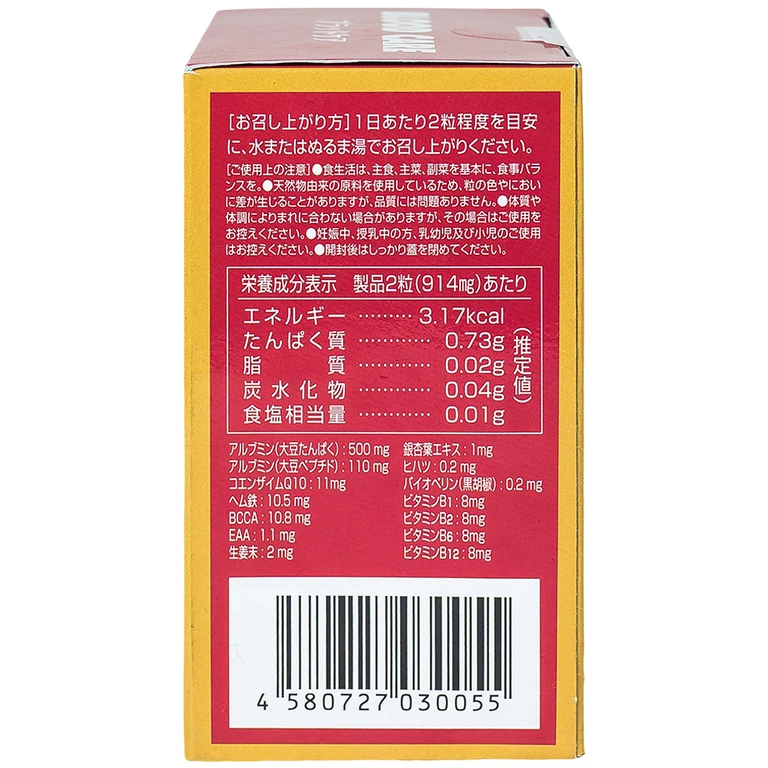 [お召し上がり方]1日あたり2粒程度を目安
に、水またはぬるま湯でお召し上がりください。
[ご使用上の注意]●食生活は、主食、主菜、副菜を基本に、食事バラ
ンスを。●天然物由来の原料を使用しているため、粒の色やにおい
に差が生じることがありますが、品質には問題ありません。●体質や
体調によりまれに合わない場合がありますが、その場合はご使用を
お控えください。●妊娠中、授乳中の方、乳幼児及び小児のご使用
はお控えください。●開封後はしっかり蓋を閉めてください。
栄養成分表示 製品2粒(914mg)あたり
エネルギー ……… 3.17kcal
たんぱく質 ………… 0.73g
脂質 ………… 0.02g
炭水化物 ………… 0.04g
食塩相当量 ………… 0.01g
(推定値)
アルブミン(大豆たんぱく) : 500 mg
アルブミン(大豆ペプチド) : 110 mg
コエンザイムQ10 : 11mg
ヘム鉄 : 10.5 mg
BCCA : 10.8 mg
EAA : 1.1 mg
生姜末 : 2 mg
銀杏葉エキス : 1mg
ヒハツ : 0.2 mg
バイオペリン(黒胡椒) : 0.2 mg
ビタミンB1 : 8mg
ビタミンB2 : 8mg
ビタミンB6 : 8mg
ビタミンB12 : 8mg
4 580727 030055